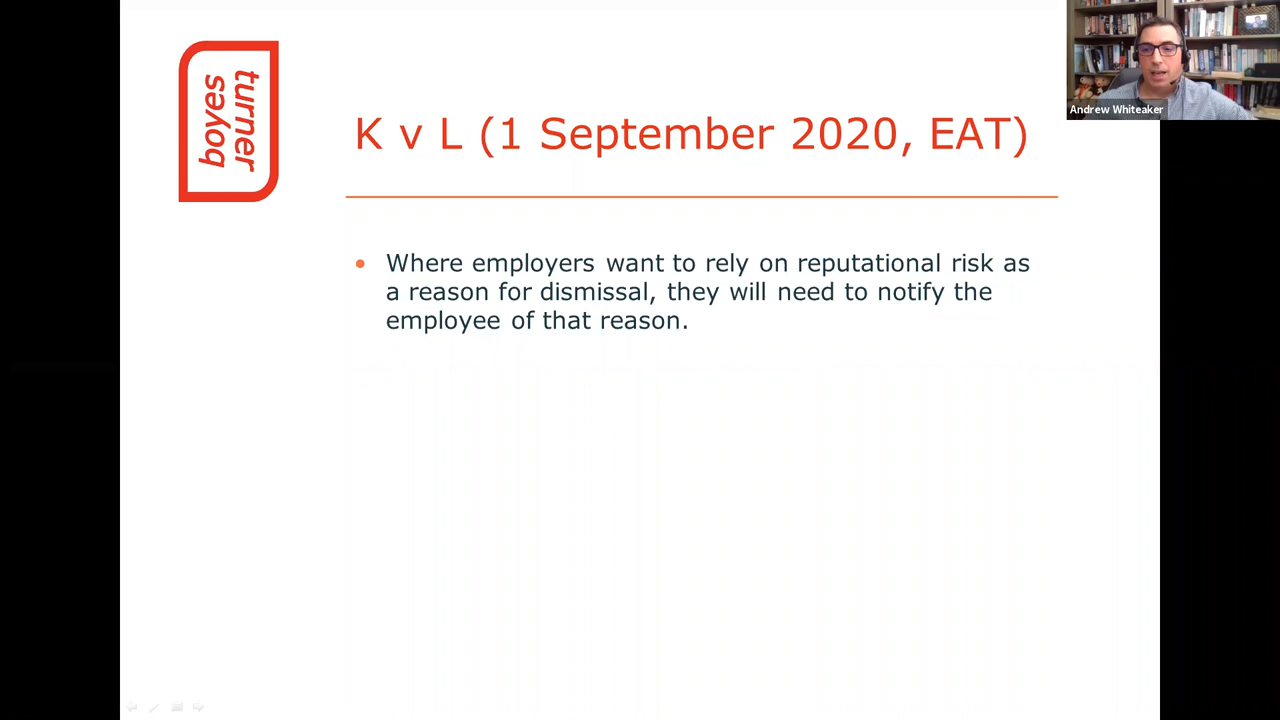 boyes
turner
K v L (1 September 2020, EAT)
Andrew Whiteaker
• Where employers want to rely on reputational risk as
a reason for dismissal, they will need to notify the
employee of that reason.